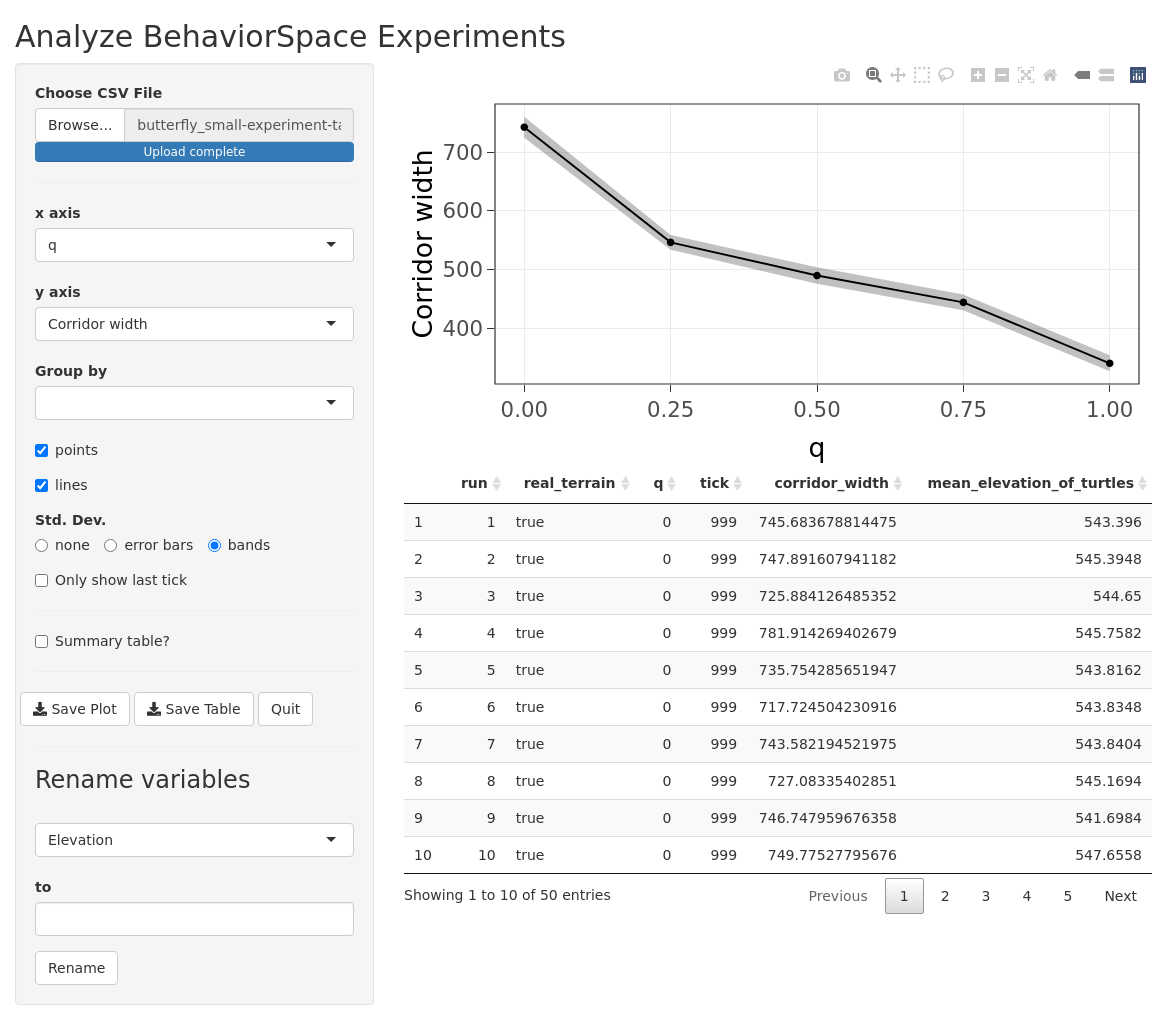 Analyze BehaviorSpace Experiments
Choose CSV File
Browse... butterfly_small-experiment-ta
Upload complete
x axis
q
y axis
Corridor width
Group by
points
lines
Std. Dev.
none error bars bands
Only show last tick
Summary table?
Save Plot Save Table Quit
Rename variables
Elevation
to
Rename
Corridor width
700
600
500
400
0.00 0.25 0.50 0.75 1.00
q
run real_terrain q tick corridor_width mean_elevation_of_turtles
1 1 true 0 999 745.683678814475 543.396
2 2 true 0 999 747.891607941182 545.3948
3 3 true 0 999 725.884126485352 544.65
4 4 true 0 999 781.914269402679 545.7582
5 5 true 0 999 735.754285651947 543.8162
6 6 true 0 999 717.724504230916 543.8348
7 7 true 0 999 743.582194521975 543.8404
8 8 true 0 999 727.08335402851 545.1694
9 9 true 0 999 746.747959676358 541.6984
10 10 true 0 999 749.77527795676 547.6558
Showing 1 to 10 of 50 entries Previous 1 2 3 4 5 Next